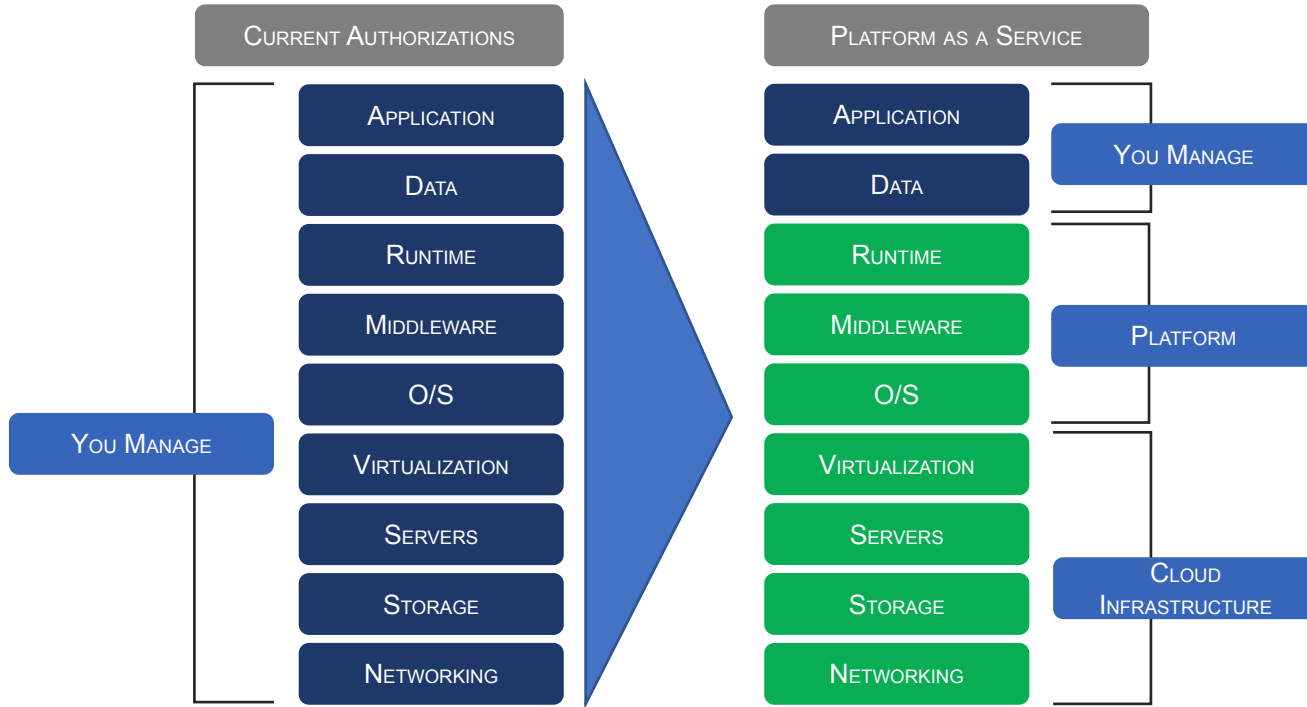 Current Authorizations
Platform as a Service
You Manage
Application
Data
Runtime
Middleware
O/S
Virtualization
Servers
Storage
Networking
Application
Data
Runtime
Middleware
O/S
Virtualization
Servers
Storage
Networking
You Manage
Platform
Cloud
Infrastructure